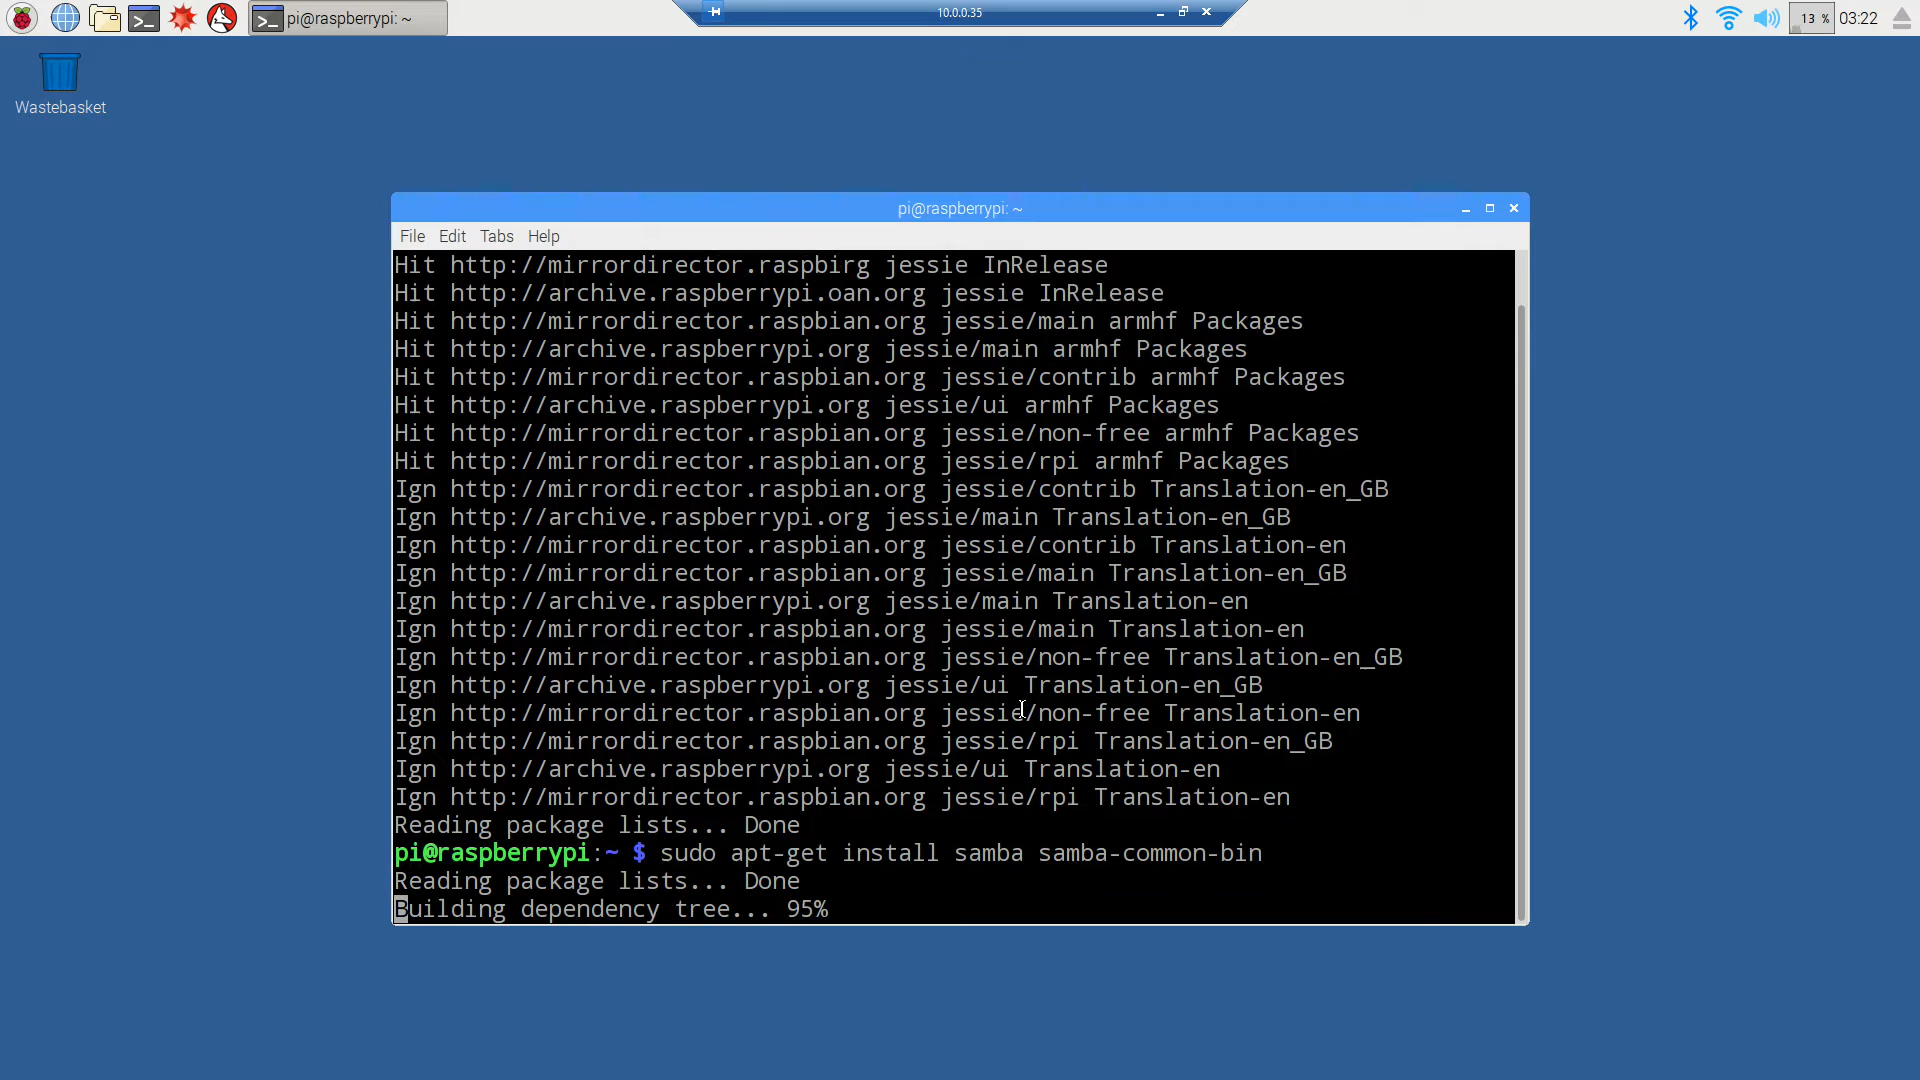 pi@raspberrypi: ~
10.0.0.35
13 %
03:22
Wastebasket
pi@raspberrypi: ~
File Edit Tabs Help
Hit http://mirrordirector.raspbirg jessie InRelease
Hit http://archive.raspberrypi.oan.org jessie InRelease
Hit http://mirrordirector.raspbian.org jessie/main armhf Packages
Hit http://archive.raspberrypi.org jessie/main armhf Packages
Hit http://mirrordirector.raspbian.org jessie/contrib armhf Packages
Hit http://archive.raspberrypi.org jessie/ui armhf Packages
Hit http://mirrordirector.raspbian.org jessie/non-free armhf Packages
Hit http://mirrordirector.raspbian.org jessie/rpi armhf Packages
Ign http://mirrordirector.raspbian.org jessie/contrib Translation-en_GB
Ign http://archive.raspberrypi.org jessie/main Translation-en_GB
Ign http://mirrordirector.raspbian.org jessie/contrib Translation-en
Ign http://mirrordirector.raspbian.org jessie/main Translation-en_GB
Ign http://archive.raspberrypi.org jessie/main Translation-en
Ign http://mirrordirector.raspbian.org jessie/main Translation-en
Ign http://mirrordirector.raspbian.org jessie/non-free Translation-en_GB
Ign http://archive.raspberrypi.org jessie/ui Translation-en_GB
Ign http://mirrordirector.raspbian.org jessie/non-free Translation-en
Ign http://mirrordirector.raspbian.org jessie/rpi Translation-en_GB
Ign http://archive.raspberrypi.org jessie/ui Translation-en
Ign http://mirrordirector.raspbian.org jessie/rpi Translation-en
Reading package lists... Done
pi@raspberrypi:~ $ sudo apt-get install samba samba-common-bin
Reading package lists... Done
Building dependency tree... 95%